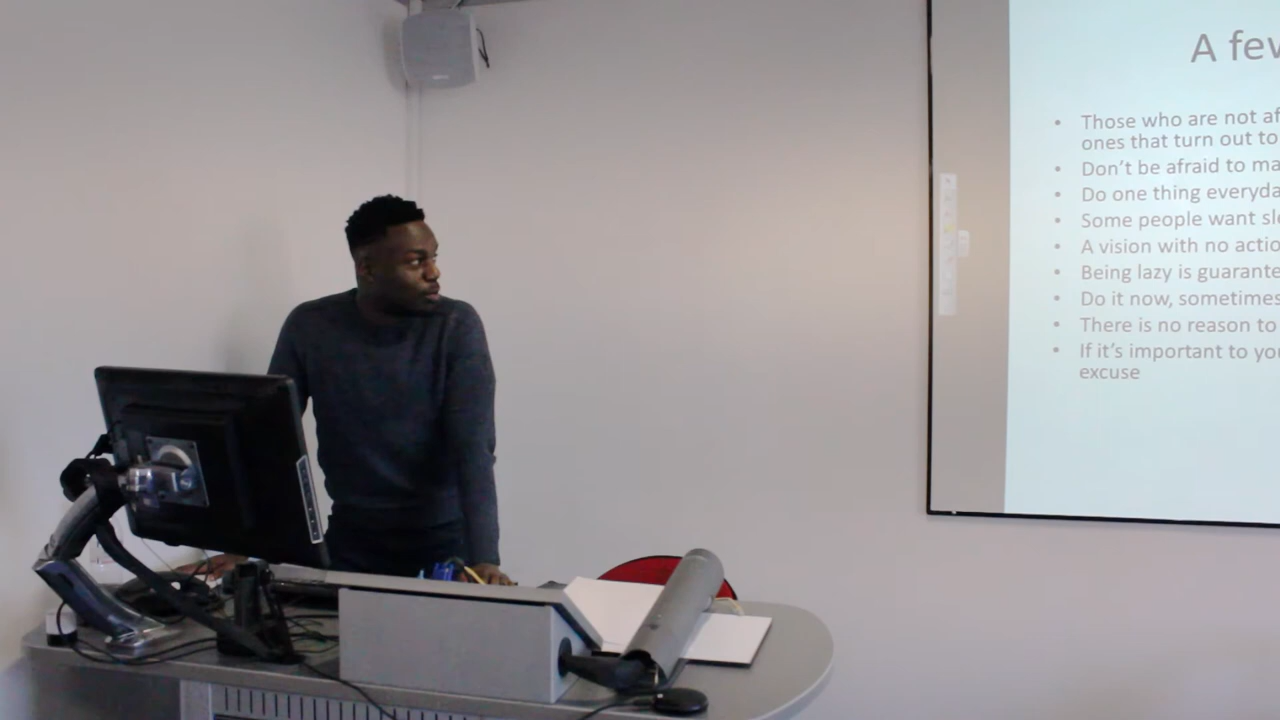 A few
Those who are not af
ones that turn out to
Don't be afraid to ma
Do one thing everyda
Some people want sle
A vision with no actio
Being lazy is guarante
Do it now, sometimes
There is no reason to
If it's important to you
excuse